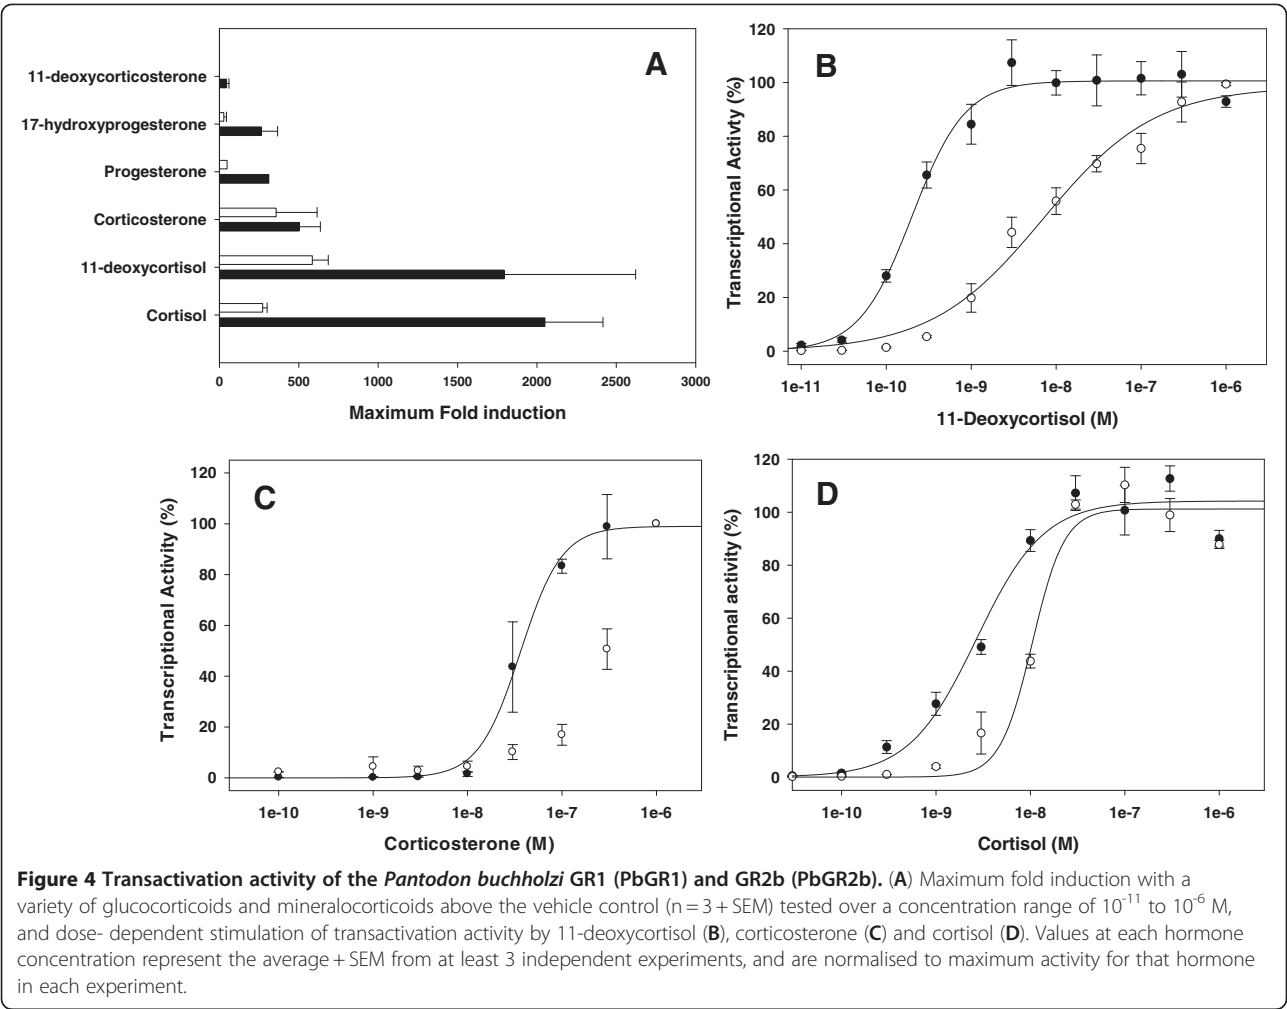 A
11-deoxycorticosterone
17-hydroxyprogesterone
Progesterone
Corticosterone
11-deoxycortisol
Cortisol
0 500 1000 1500 2000 2500 3000
Maximum Fold induction
B
Transcriptional Activty (%)
120
100
80
60
40
20
0
1e-11 1e-10 1e-9 1e-8 1e-7 1e-6
11-Deoxycortisol (M)
C
Transcriptional Activity (%)
120
100
80
60
40
20
0
1e-10 1e-9 1e-8 1e-7 1e-6
Corticosterone (M)
D
Transcriptional activity (%)
120
100
80
60
40
20
0
1e-10 1e-9 1e-8 1e-7 1e-6
Cortisol (M)
Figure 4 Transactivation activity of the Pantodon buchholzi GR1 (PbGR1) and GR2b (PbGR2b). (A) Maximum fold induction with a
variety of glucocorticoids and mineralocorticoids above the vehicle control (n = 3 + SEM) tested over a concentration range of 10⁻¹¹ to 10⁻⁶ M,
and dose- dependent stimulation of transactivation activity by 11-deoxycortisol (B), corticosterone (C) and cortisol (D). Values at each hormone
concentration represent the average + SEM from at least 3 independent experiments, and are normalised to maximum activity for that hormone
in each experiment.